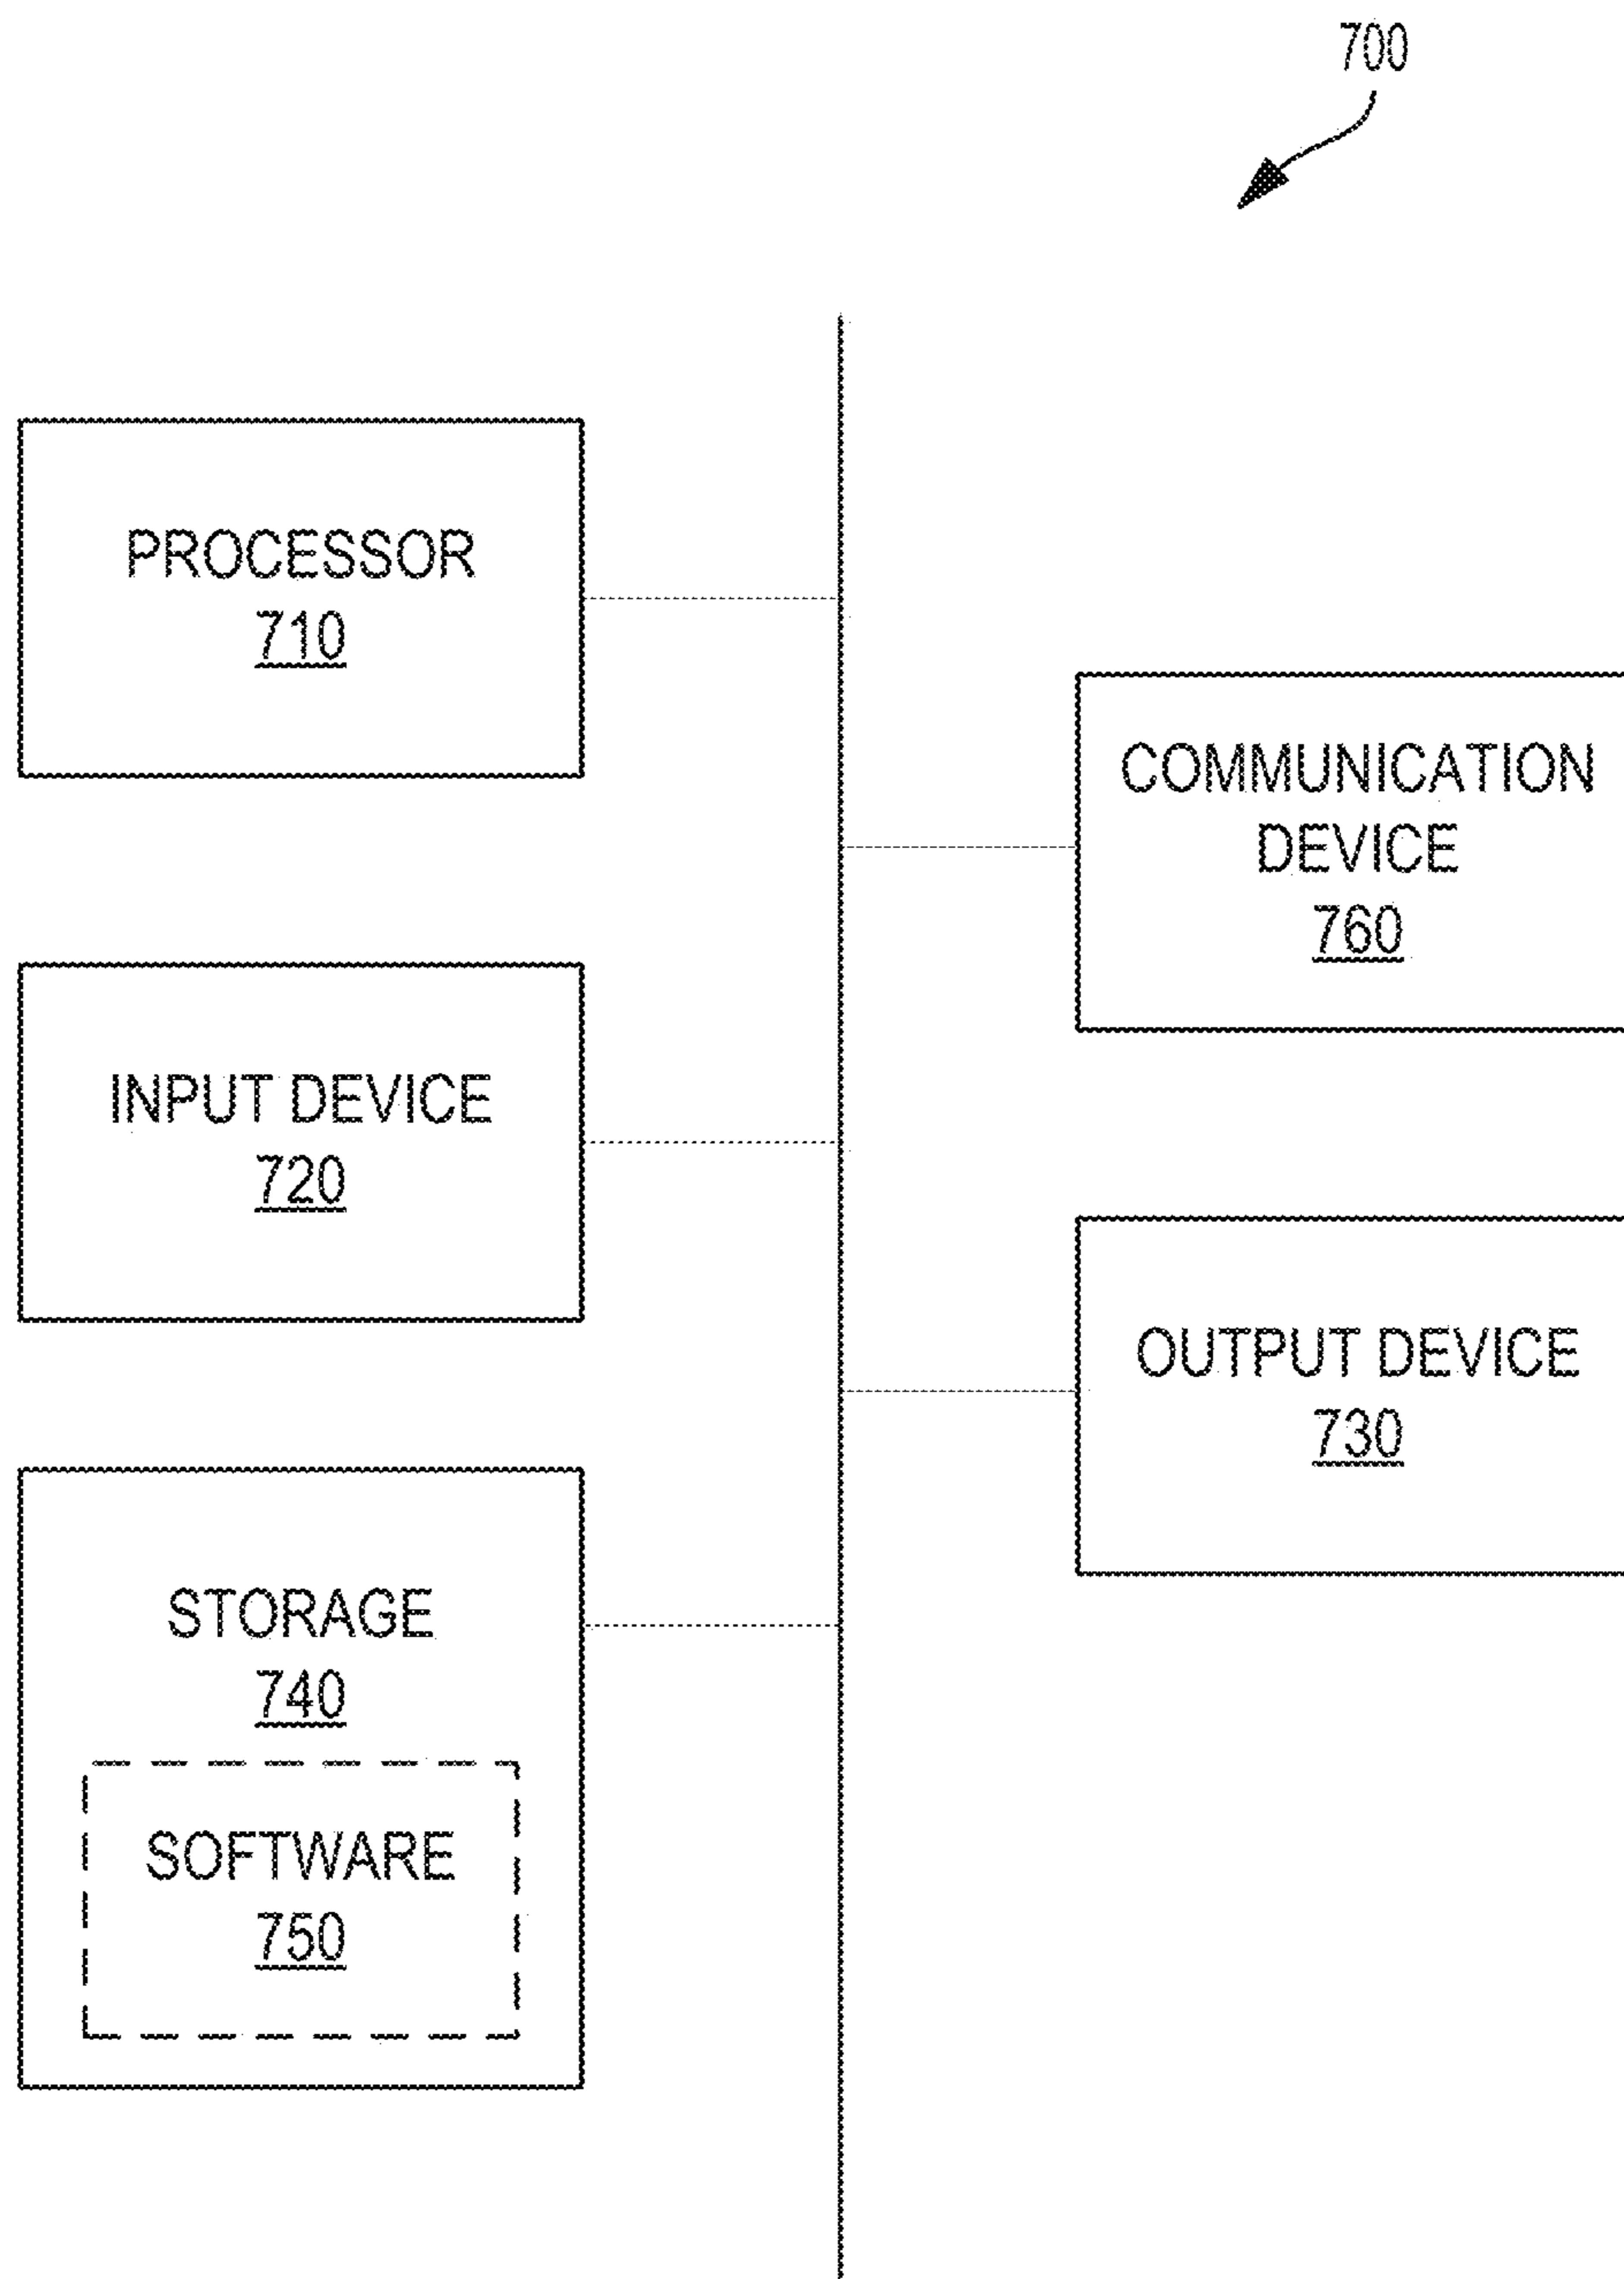 700
PROCESSOR
710
COMMUNICATION
DEVICE
760
INPUT DEVICE
720
OUTPUT DEVICE
730
STORAGE
740
SOFTWARE
750